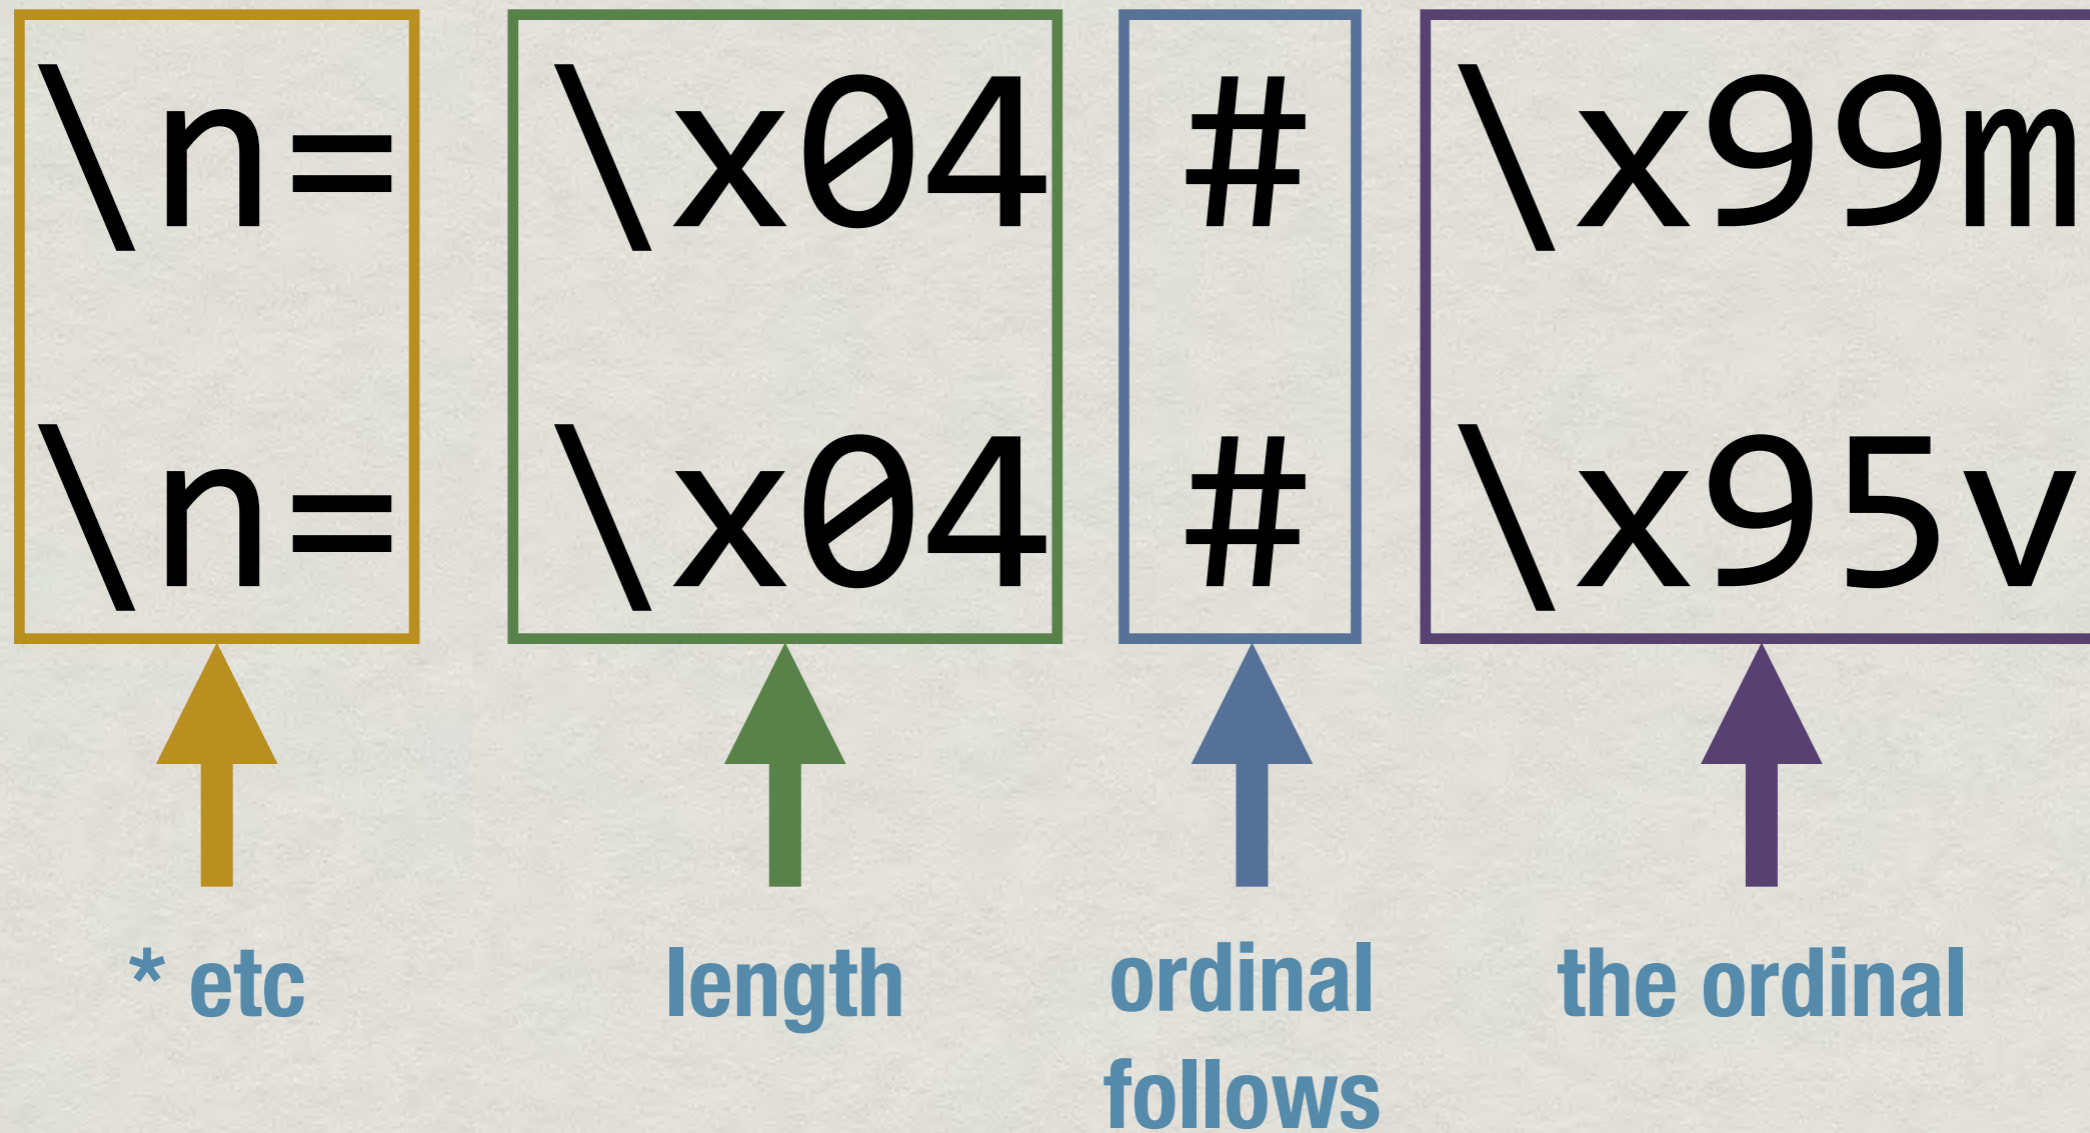 \n= \x04 # \x99m
\n= \x04 # \x95v
* etc length ordinal the ordinal
follows